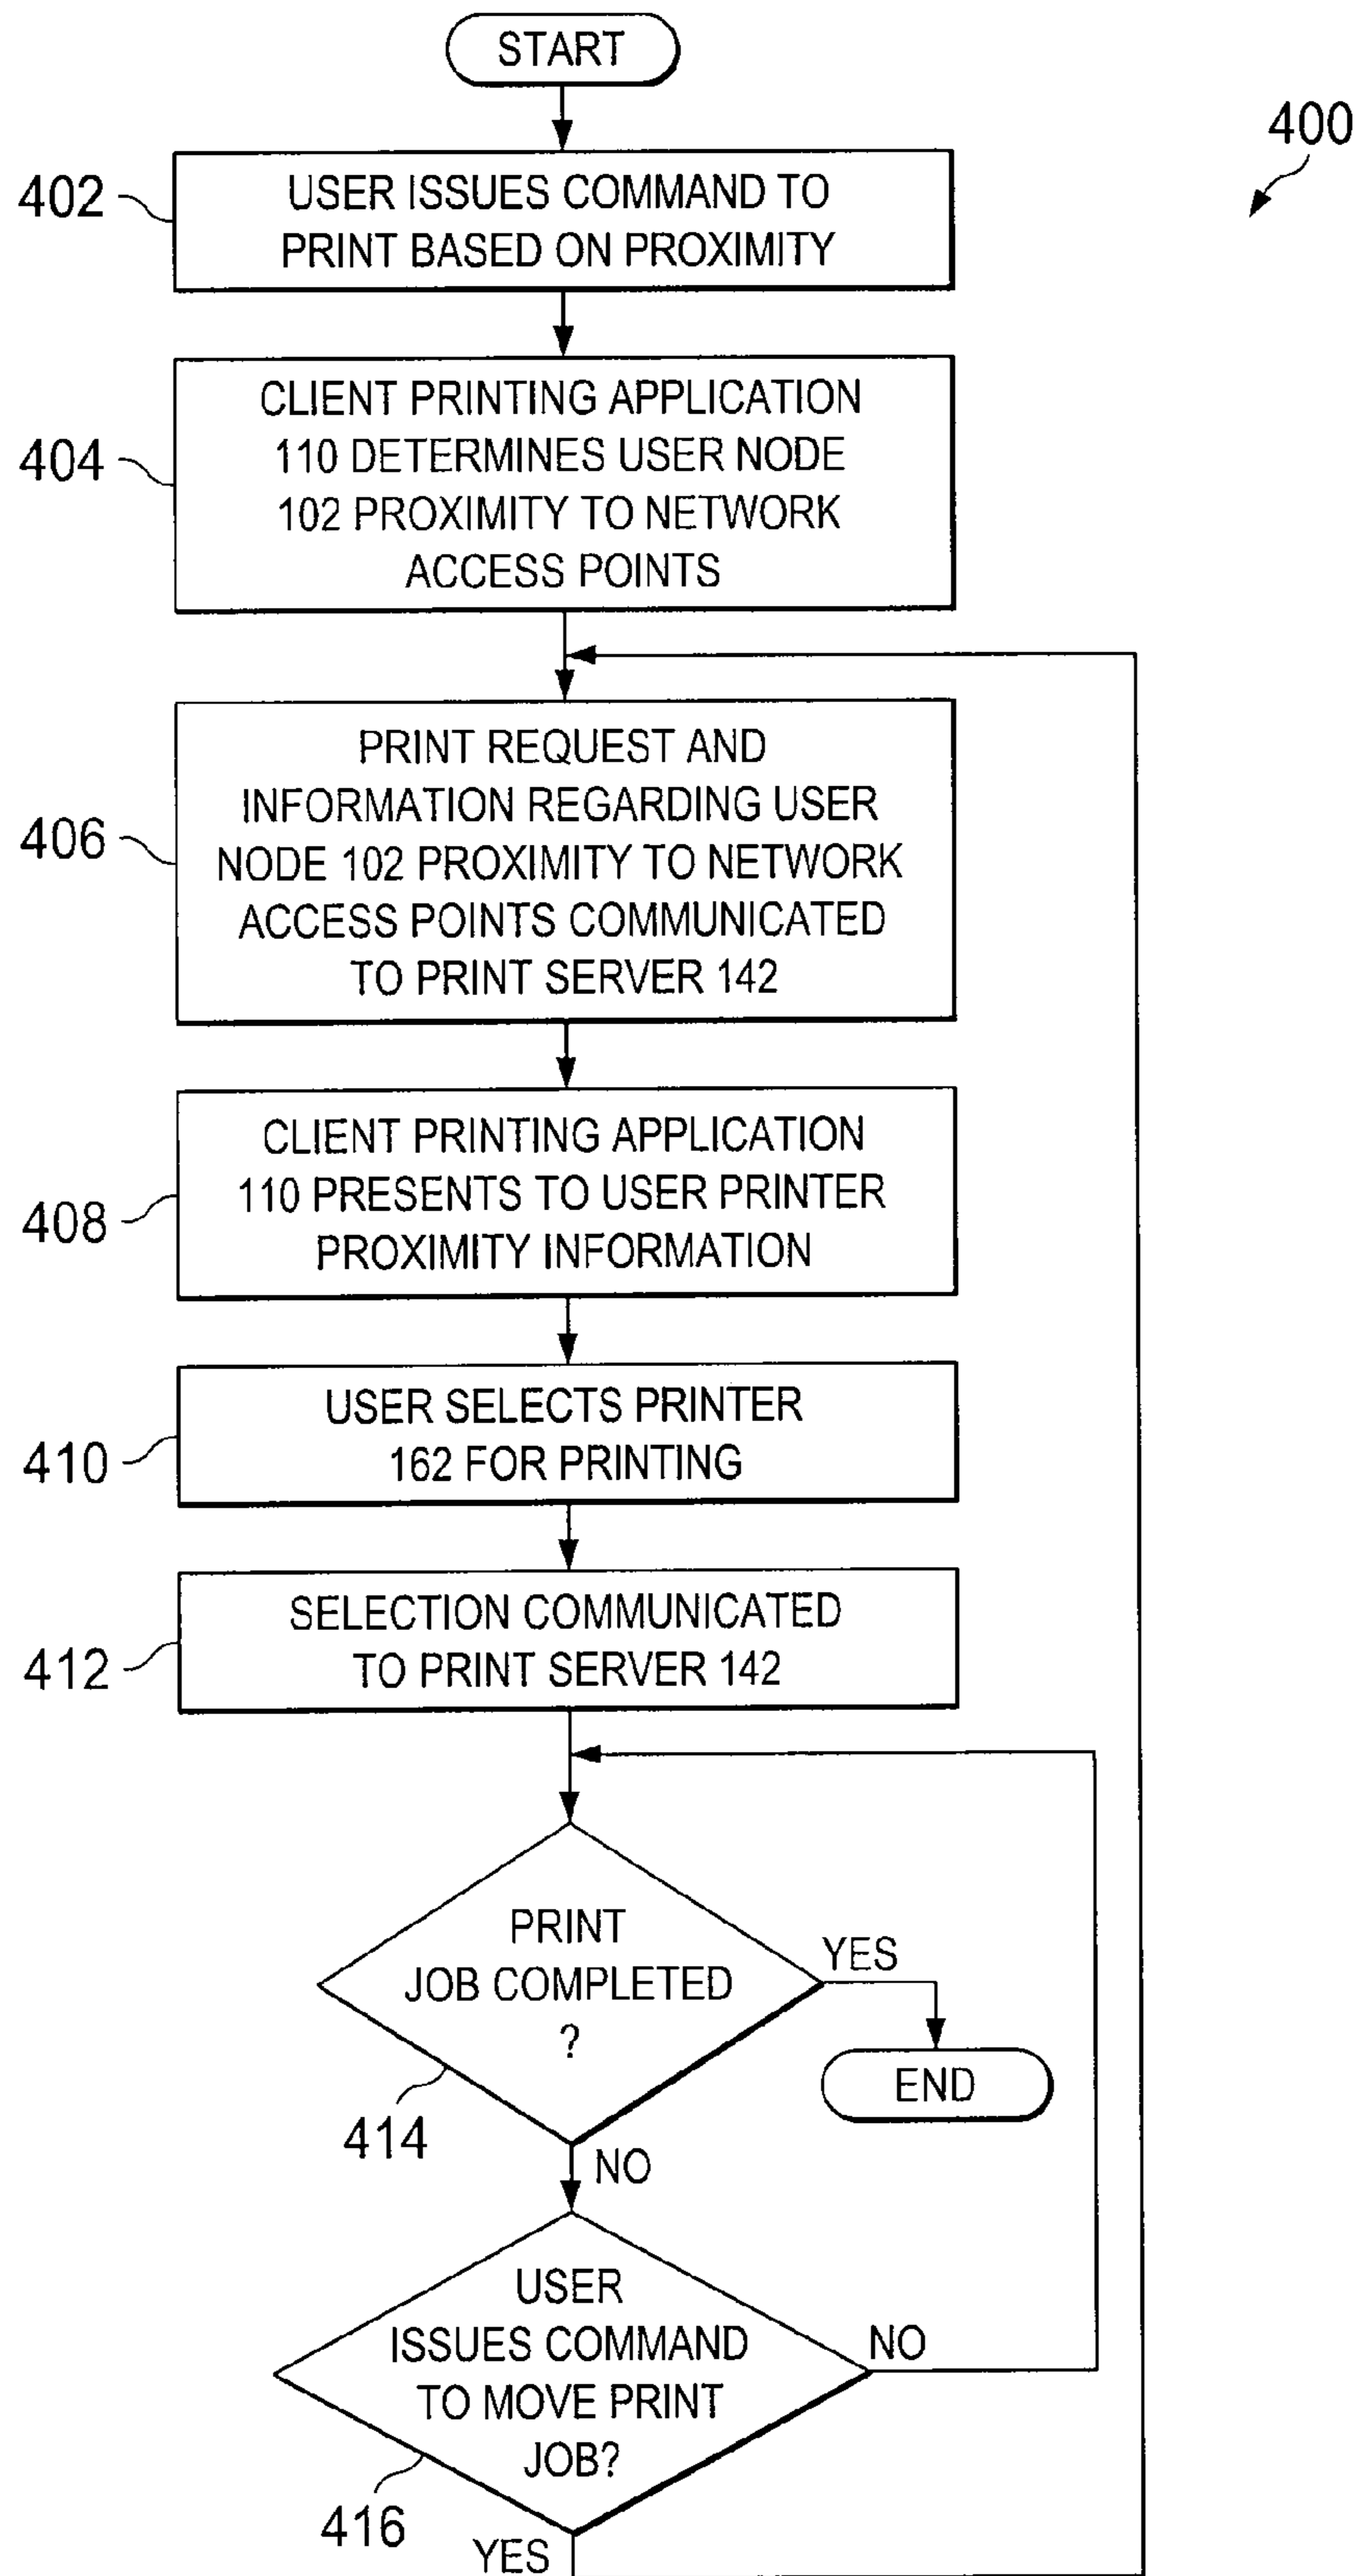 START
400
402
USER ISSUES COMMAND TO
PRINT BASED ON PROXIMITY
404
CLIENT PRINTING APPLICATION
110 DETERMINES USER NODE
102 PROXIMITY TO NETWORK
ACCESS POINTS
406
PRINT REQUEST AND
INFORMATION REGARDING USER
NODE 102 PROXIMITY TO NETWORK
ACCESS POINTS COMMUNICATED
TO PRINT SERVER 142
408
CLIENT PRINTING APPLICATION
110 PRESENTS TO USER PRINTER
PROXIMITY INFORMATION
410
USER SELECTS PRINTER
162 FOR PRINTING
412
SELECTION COMMUNICATED
TO PRINT SERVER 142
PRINT
JOB COMPLETED
?
YES
END
414
NO
USER
ISSUES COMMAND
TO MOVE PRINT
JOB?
NO
416
YES